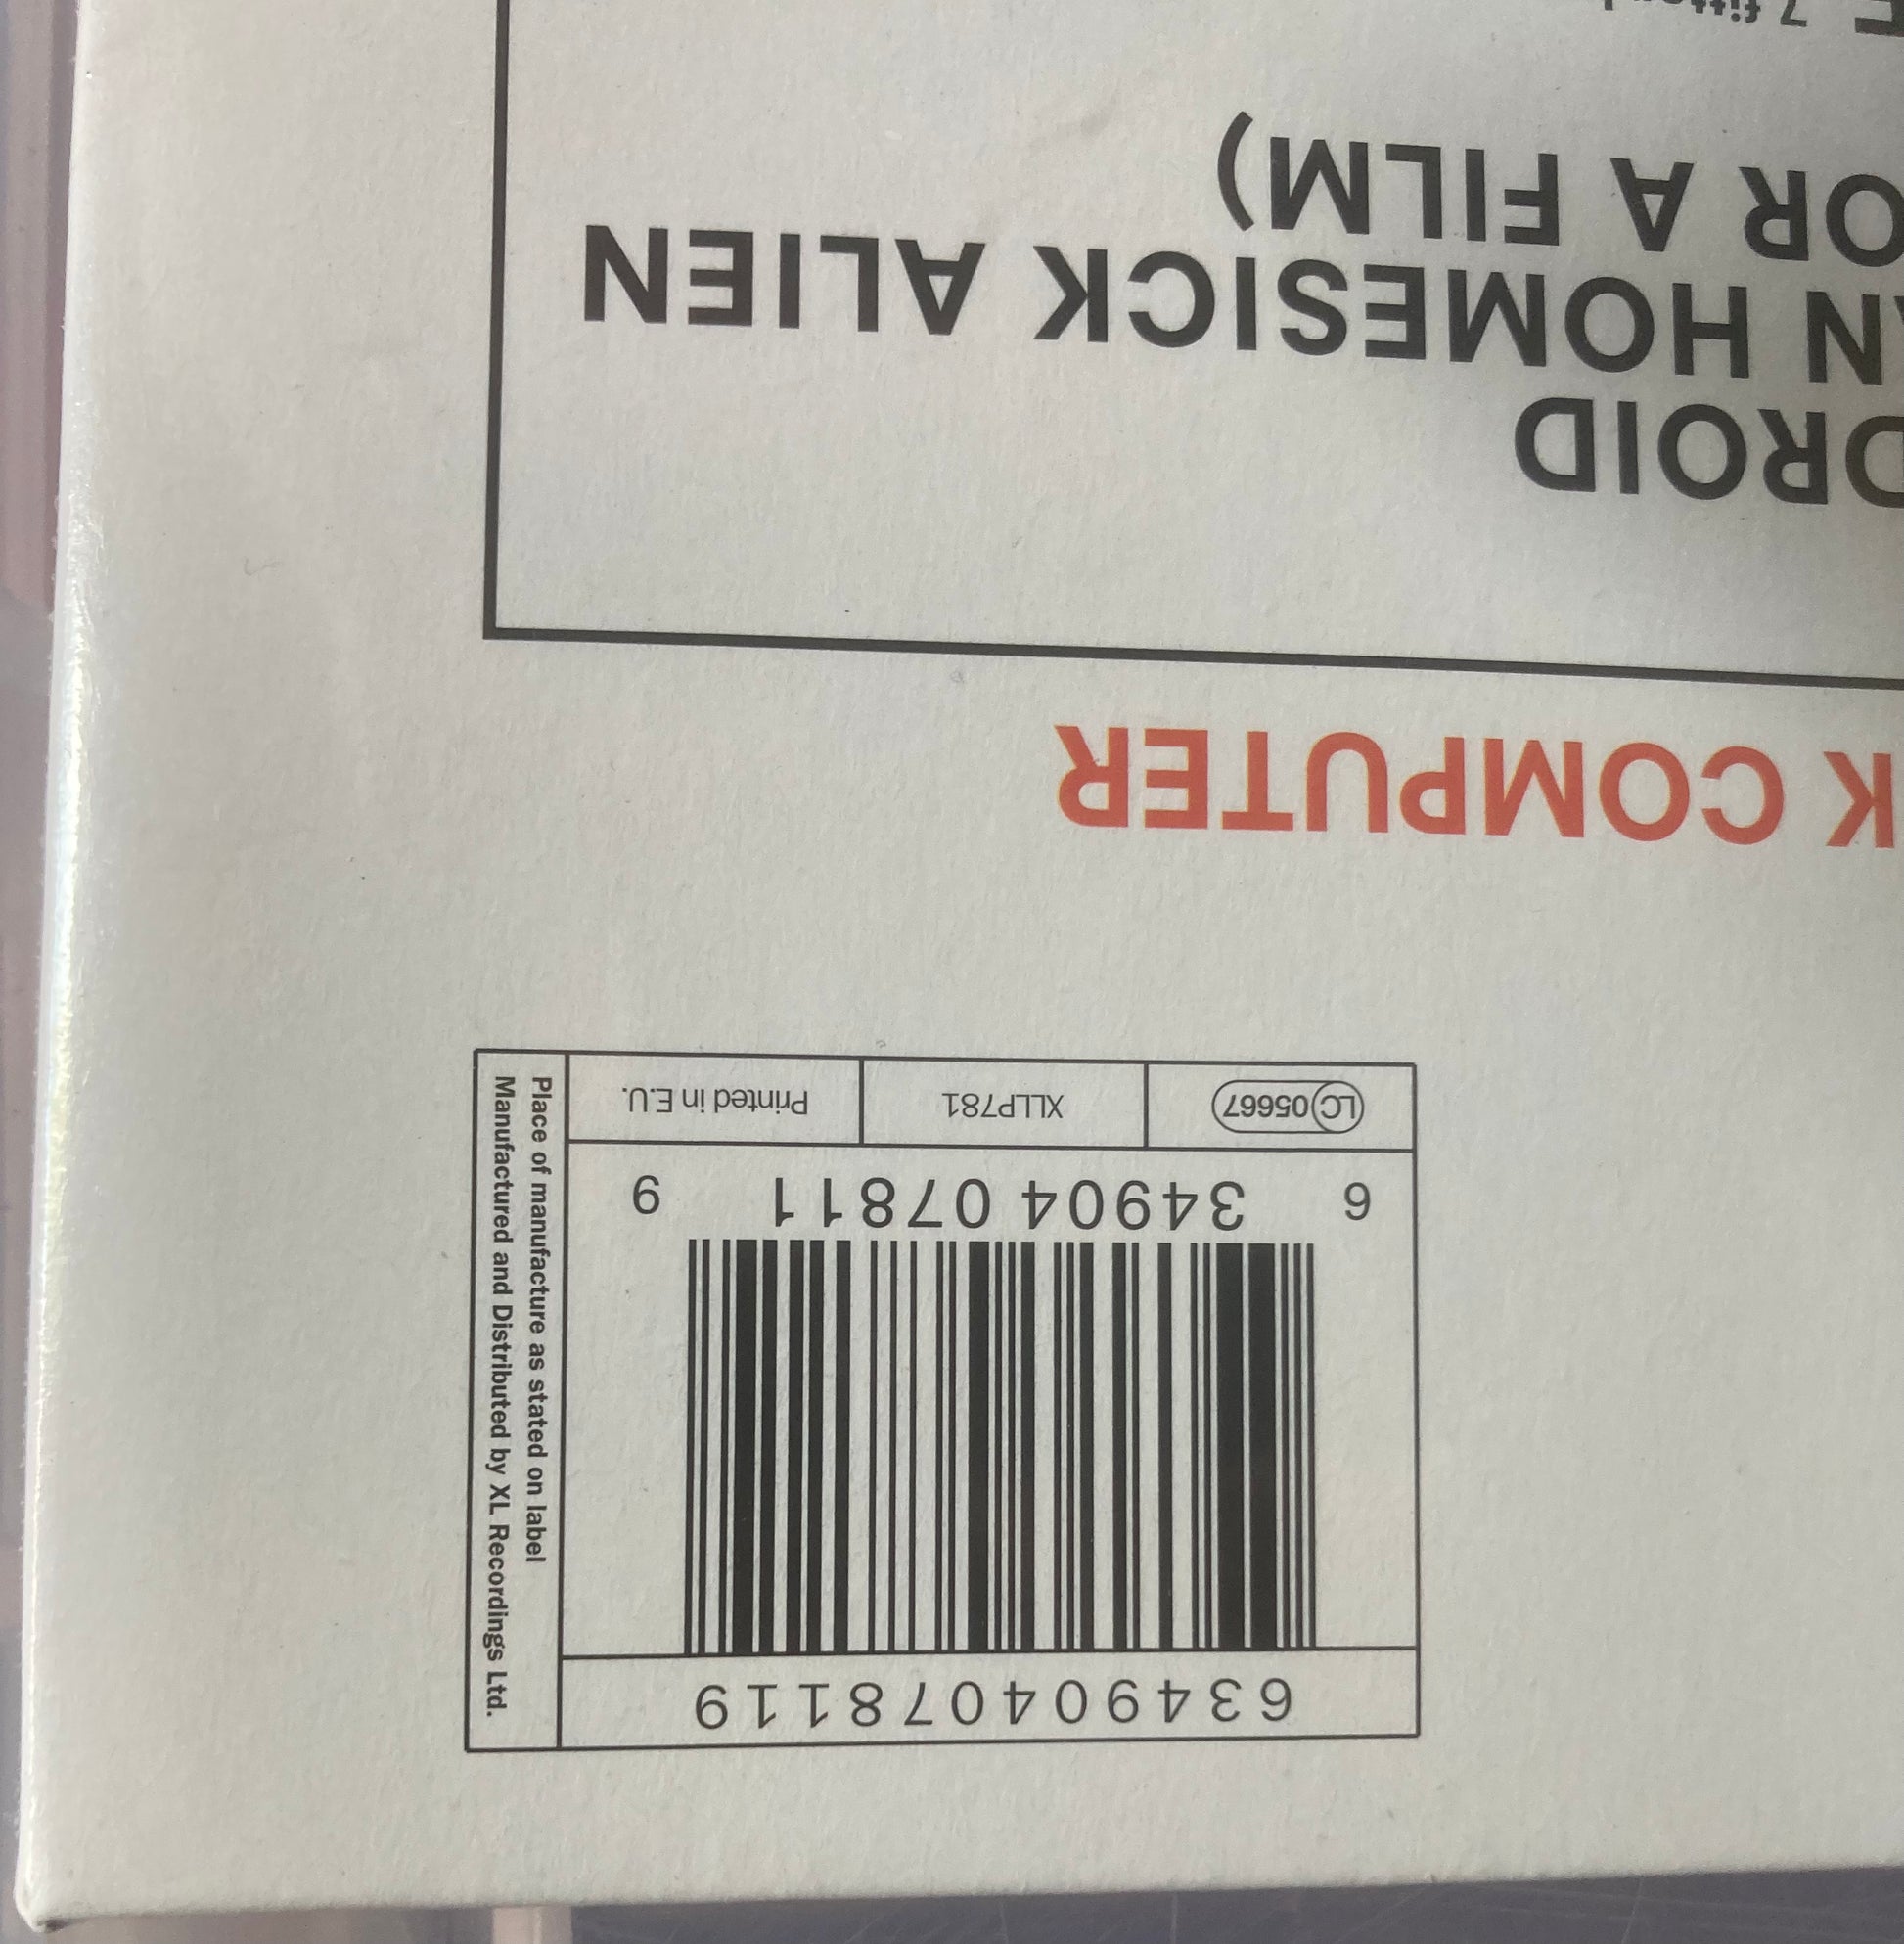 634904078119
6 34904 07811 9
LC 05667
XLLP781
Printed in E.U.
Place of manufacture as stated on label
Manufactured and Distributed by XL Recordings Ltd.
K COMPUTER
DROID
N HOMESICK ALIEN
OR A FILM)
7